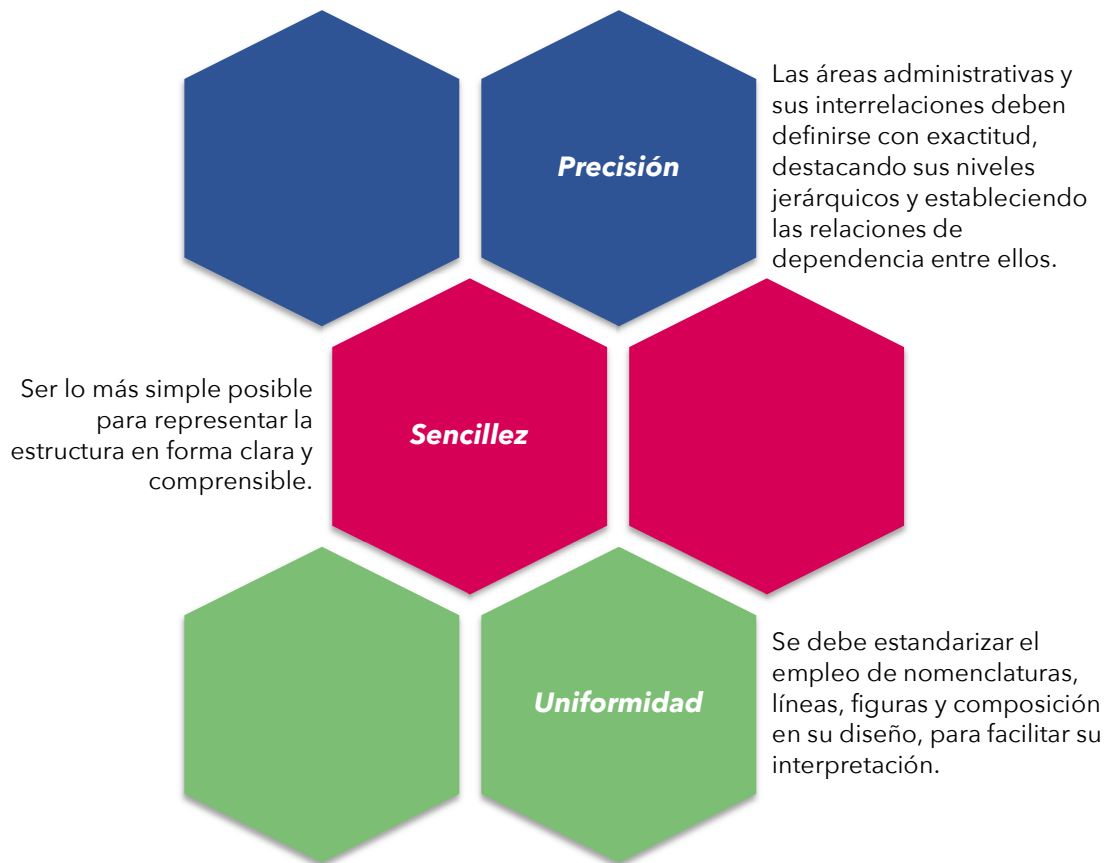 Precisión
Las áreas administrativas y
sus interrelaciones deben
definirse con exactitud,
destacando sus niveles
jerárquicos y estableciendo
las relaciones de
dependencia entre ellos.
Ser lo más simple posible
para representar la
estructura en forma clara y
comprensible.
Sencillez
Uniformidad
Se debe estandarizar el
empleo de nomenclaturas,
líneas, figuras y composición
en su diseño, para facilitar su
interpretación.